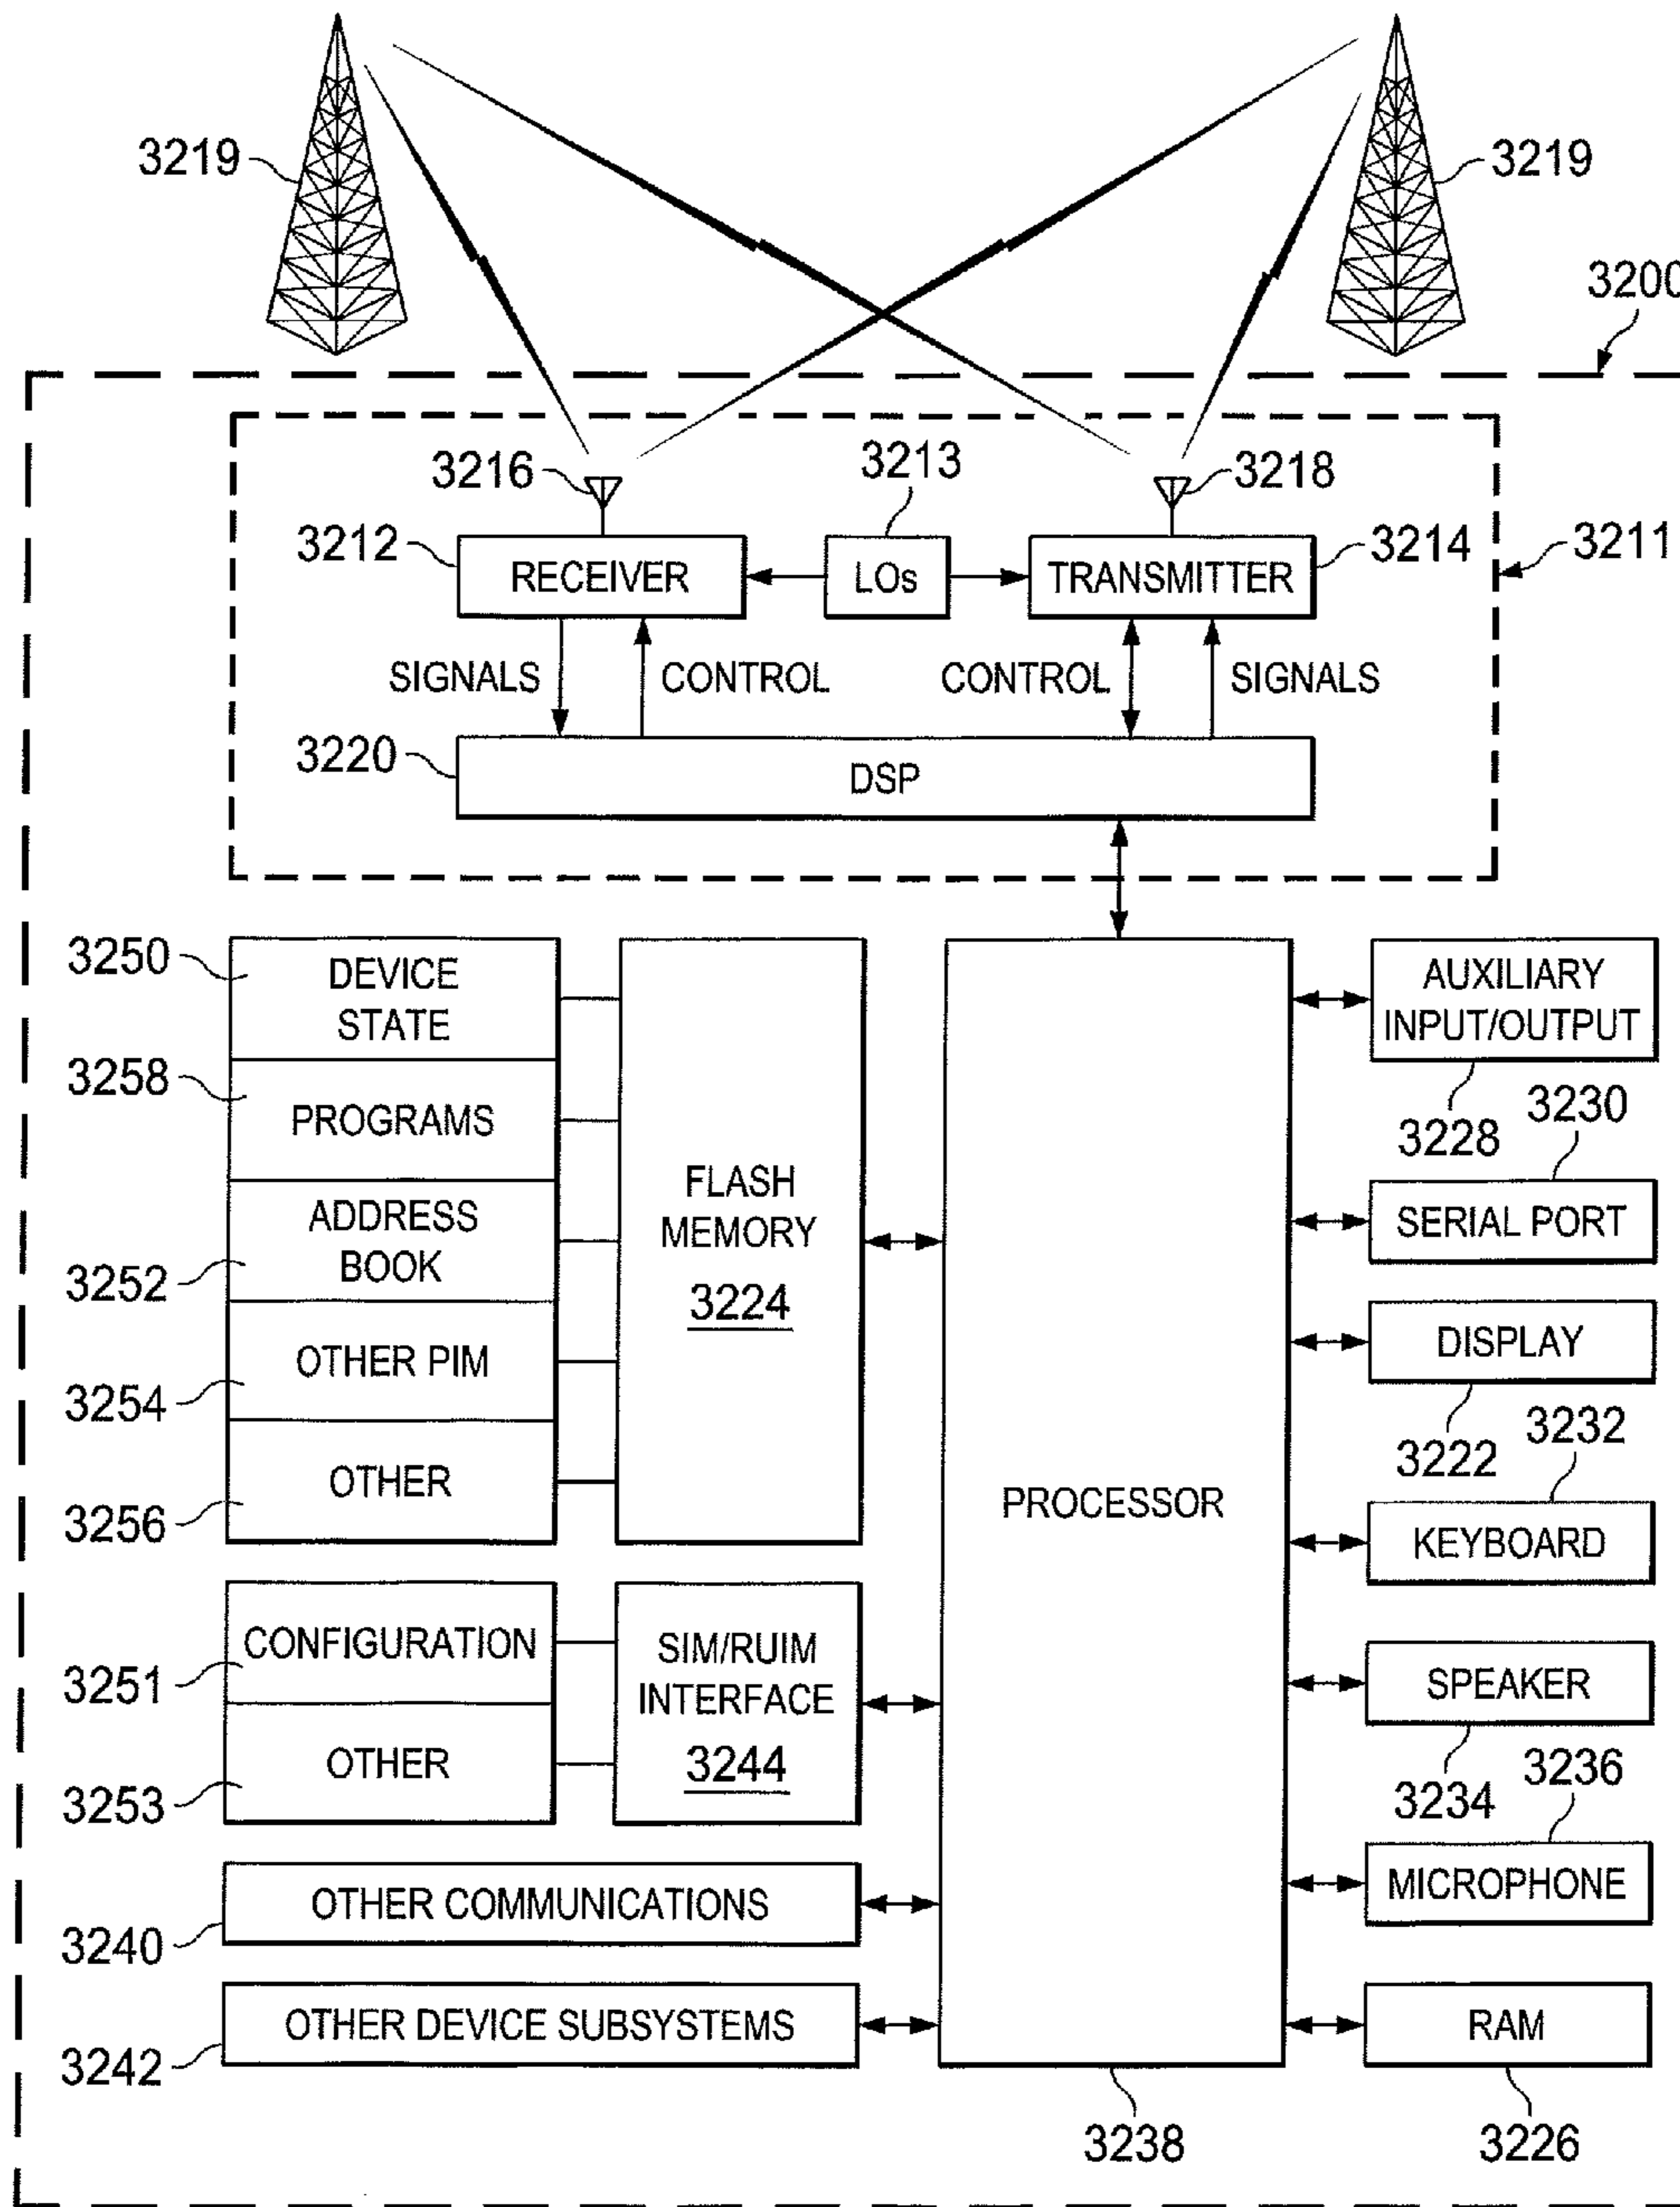 3219
3219
3200
3216
3213
3218
3212
RECEIVER
LOs
TRANSMITTER
3214
3211
SIGNALS
CONTROL
CONTROL
SIGNALS
3220
DSP
3250
DEVICE
STATE
3258
PROGRAMS
ADDRESS
BOOK
3252
OTHER PIM
3254
OTHER
3256
FLASH
MEMORY
3224
CONFIGURATION
3251
OTHER
3253
SIM/RUIM
INTERFACE
3244
OTHER COMMUNICATIONS
3240
OTHER DEVICE SUBSYSTEMS
3242
PROCESSOR
3238
AUXILIARY
INPUT/OUTPUT
3228
3230
SERIAL PORT
DISPLAY
3222
3232
KEYBOARD
SPEAKER
3234
3236
MICROPHONE
RAM
3226